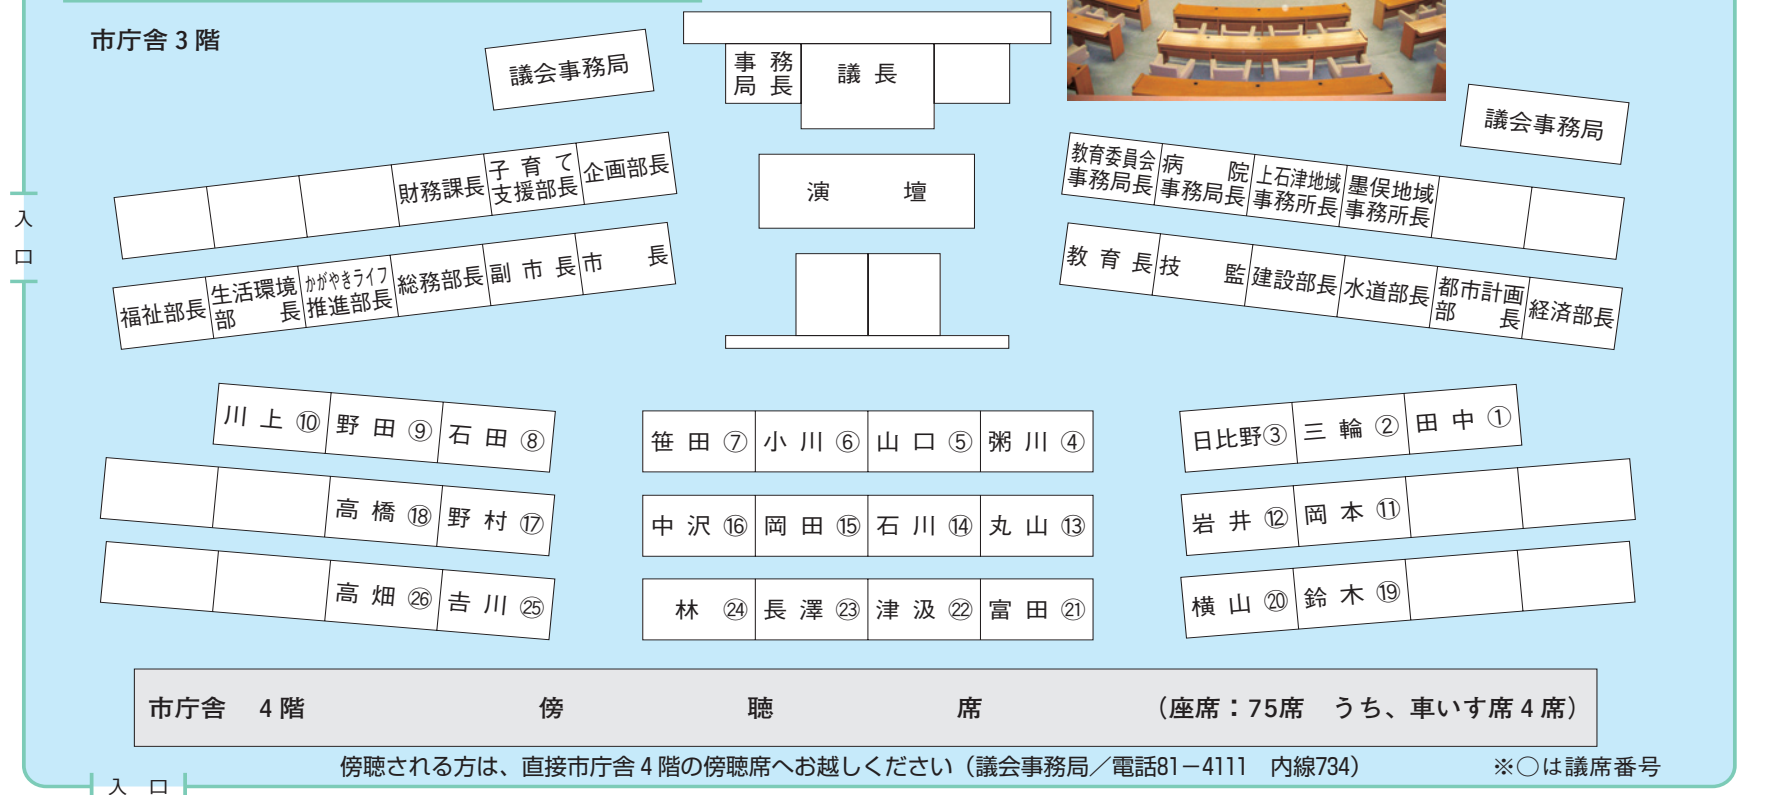 市庁舎3階
議会事務局
事務局長
議長
議会事務局
財務課長
子育て支援部長
企画部長
演壇
教育委員会事務局長
病院事務局長
上石津地域事務所長
墨俣地域事務所長
入口
福祉部長
生活環境部長
かがやきライフ推進部長
総務部長
副市長
市長
教育長
技監
建設部長
水道部長
都市計画部長
経済部長
川上⑩
野田⑨
石田⑧
笹田⑦
小川⑥
山口⑤
粥川④
日比野③
三輪②
田中①
高橋⑱
野村⑰
中沢⑯
岡田⑮
石川⑭
丸山⑬
岩井⑫
岡本⑪
高畑㉖
𠮷川㉕
林㉔
長澤㉓
津汲㉒
富田㉑
横山⑳
鈴木⑲
市庁舎 4階 傍聴席 (座席：75席 うち、車いす席4席)
傍聴される方は、直接市庁舎4階の傍聴席へお越しください（議会事務局／電話81－4111 内線734）
※○は議席番号
入口